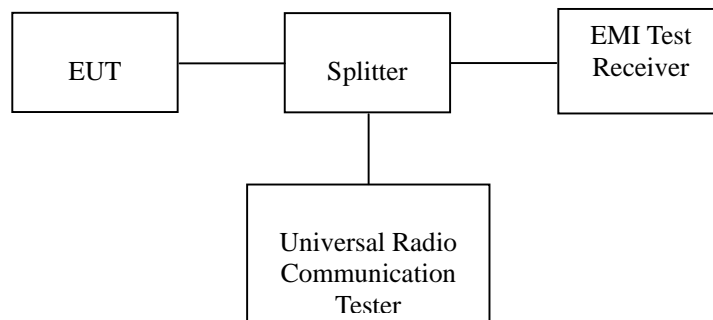 EUT
Splitter
EMI Test
Receiver
Universal Radio
Communication
Tester